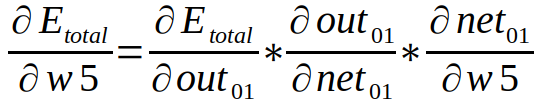 ∂E_total/∂w5 = ∂E_total/∂out_01 * ∂out_01/∂net_01 * ∂net_01/∂w5